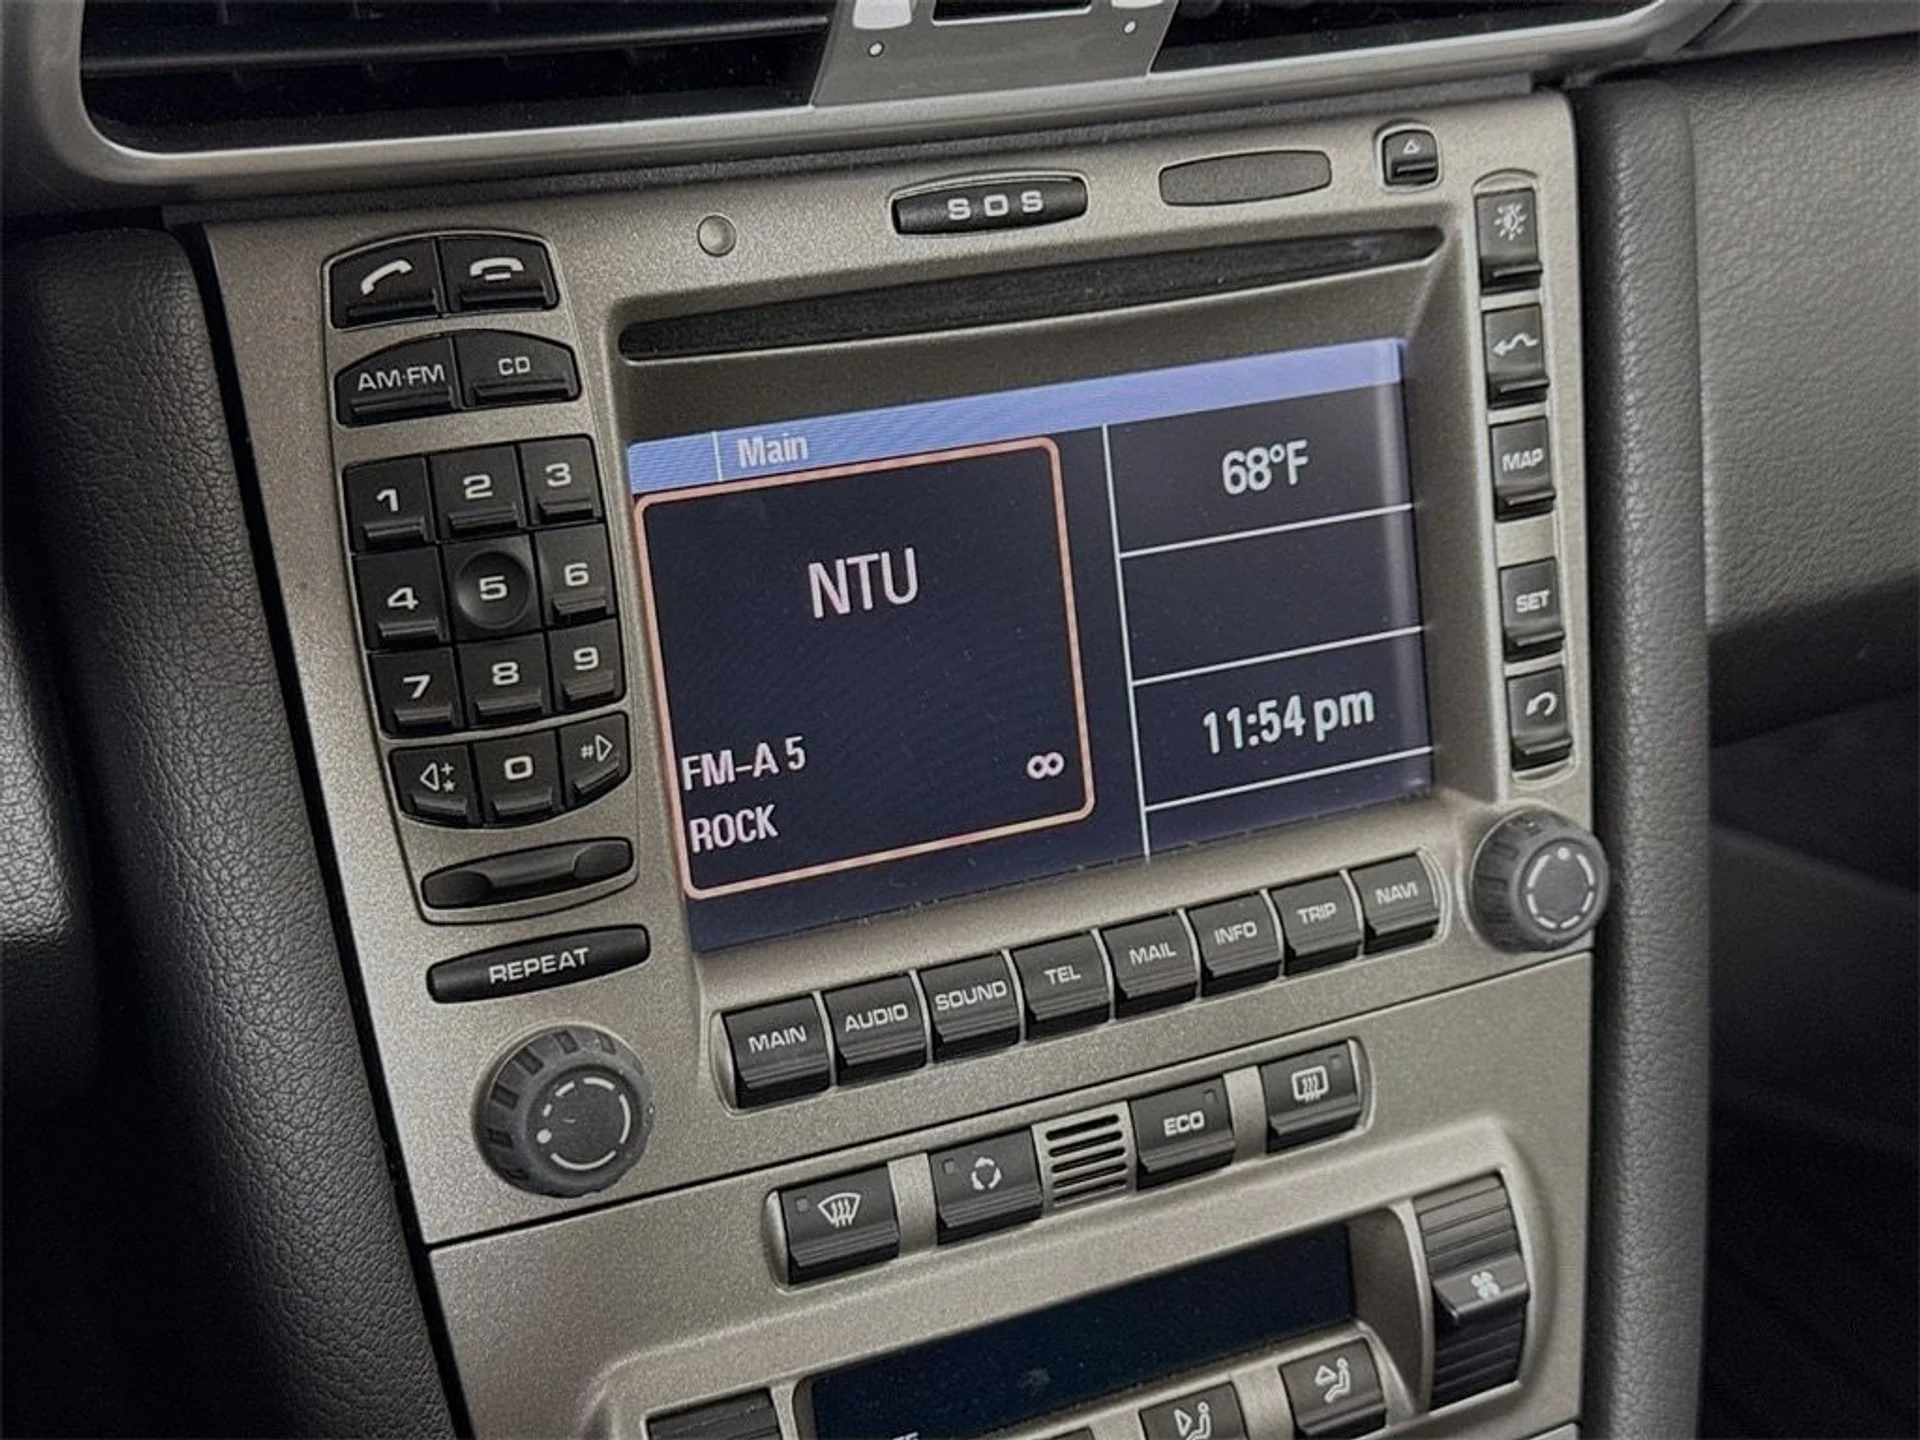 SOS
AM·FM CD
1 2 3
4 5 6
7 8 9
* 0 #
REPEAT
Main
NTU
FM-A 5
ROCK
68°F
11:54 pm
MAP
SET
MAIN AUDIO SOUND TEL MAIL INFO TRIP NAVI
ECO